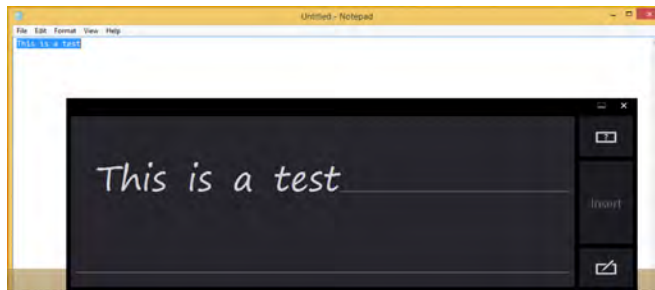 Untitled - Notepad
File Edit Format View Help
This is a test
This is a test
?
Insert